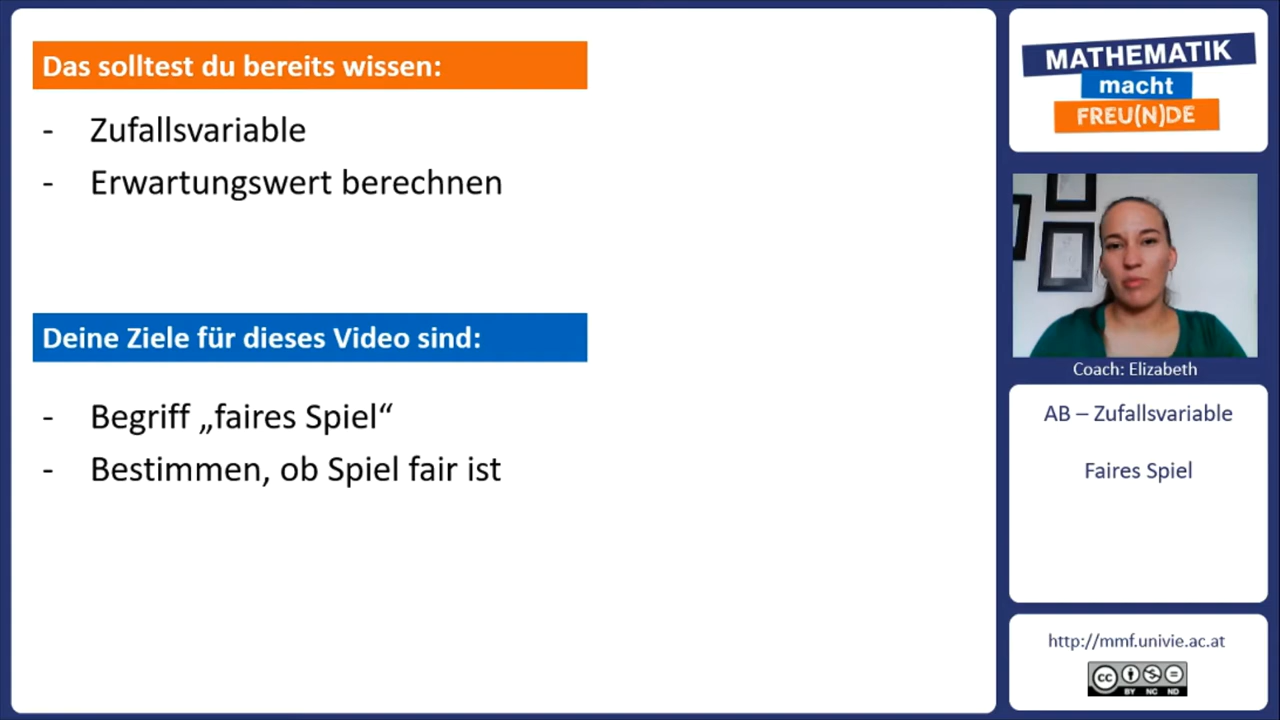 Das solltest du bereits wissen:
- Zufallsvariable
- Erwartungswert berechnen
Deine Ziele für dieses Video sind:
- Begriff „faires Spiel“
- Bestimmen, ob Spiel fair ist
MATHEMATIK
macht
FREU(N)DE
Coach: Elizabeth
AB – Zufallsvariable
Faires Spiel
http://mmf.univie.ac.at
cc
BY NC ND